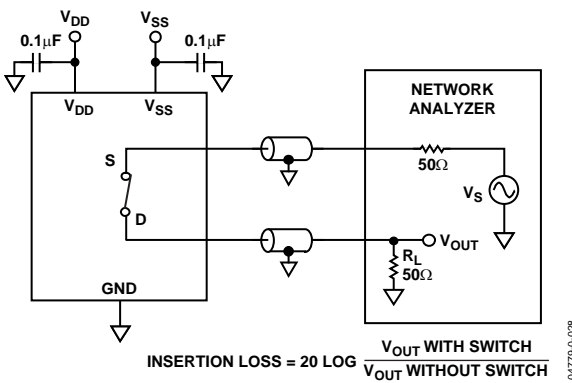 VDD
VSS
0.1µF
0.1µF
VDD
VSS
NETWORK
ANALYZER
S
50Ω
VS
D
VOUT
RL
50Ω
GND
INSERTION LOSS = 20 LOG
VOUT WITH SWITCH
VOUT WITHOUT SWITCH
04779-0-028